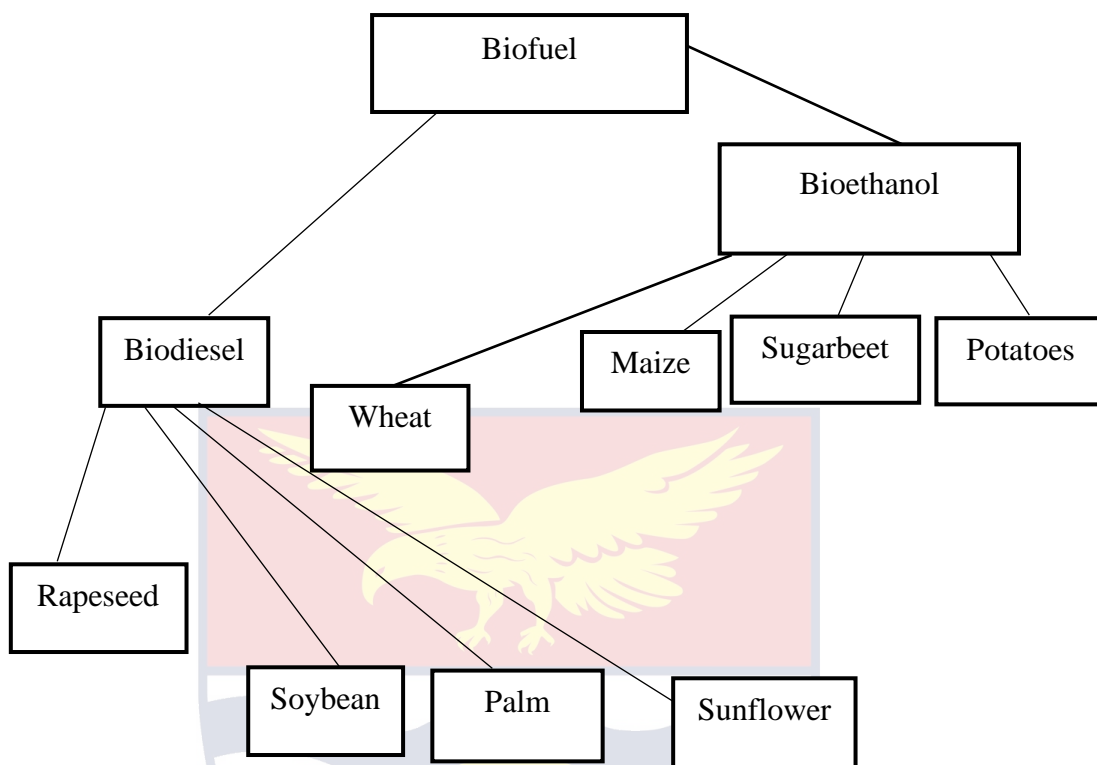 Biofuel
Bioethanol
Biodiesel
Wheat
Maize
Sugarbeet
Potatoes
Rapeseed
Soybean
Palm
Sunflower